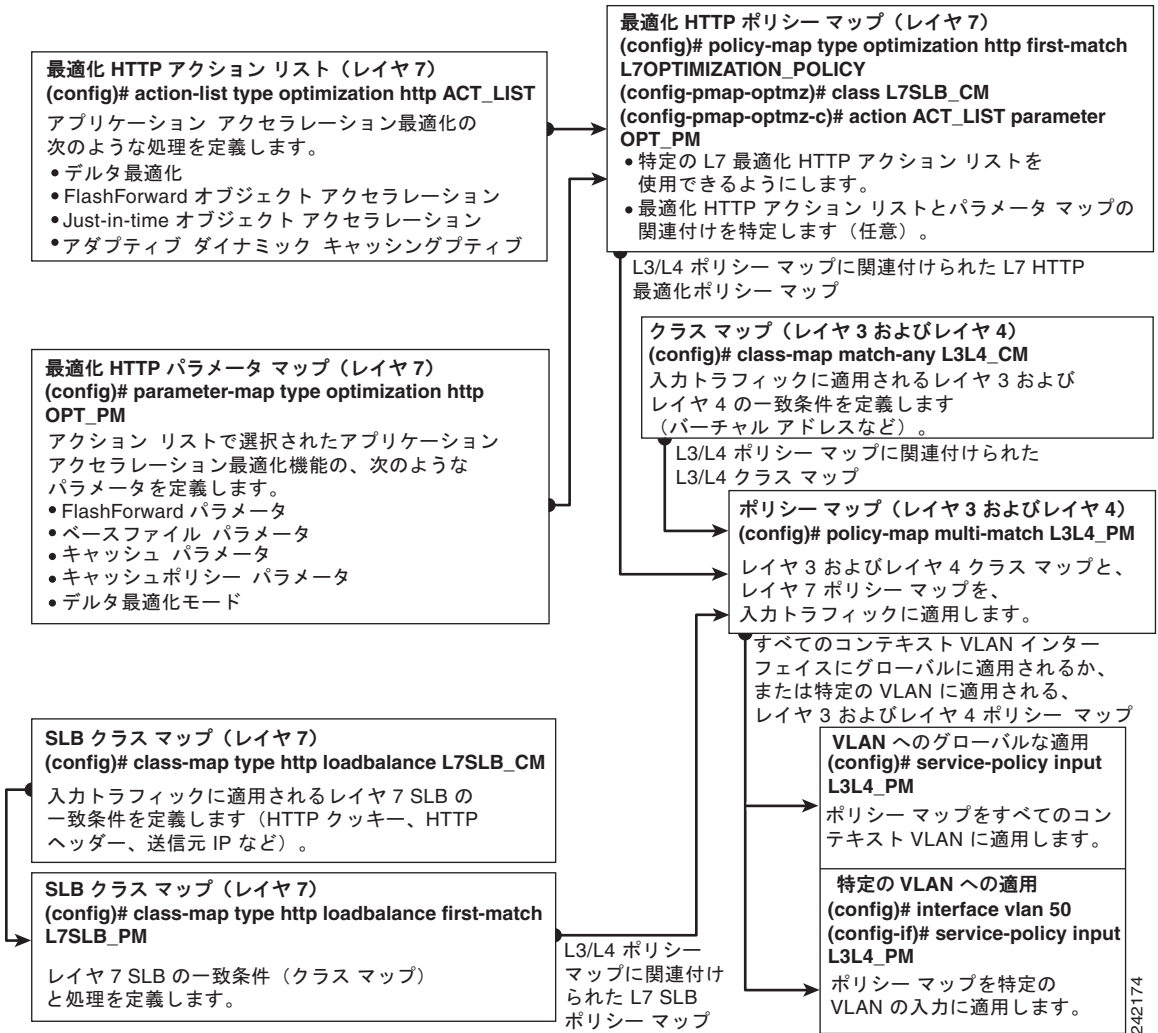 最適化 HTTP アクション リスト（レイヤ 7）
(config)# action-list type optimization http ACT_LIST
アプリケーション アクセラレーション最適化の
次のような処理を定義します。
• デルタ最適化
• FlashForward オブジェクト アクセラレーション
• Just-in-time オブジェクト アクセラレーション
• アダプティブ ダイナミック キャッシングプティブ
最適化 HTTP パラメータ マップ（レイヤ 7）
(config)# parameter-map type optimization http
OPT_PM
アクション リストで選択されたアプリケーション
アクセラレーション最適化機能の、次のような
パラメータを定義します。
• FlashForward パラメータ
• ベースファイル パラメータ
• キャッシュ パラメータ
• キャッシュポリシー パラメータ
• デルタ最適化モード
SLB クラス マップ（レイヤ 7）
(config)# class-map type http loadbalance L7SLB_CM
入力トラフィックに適用されるレイヤ 7 SLB の
一致条件を定義します（HTTP クッキー、HTTP
ヘッダー、送信元 IP など）。
SLB クラス マップ（レイヤ 7）
(config)# class-map type http loadbalance first-match
L7SLB_PM
レイヤ 7 SLB の一致条件（クラス マップ）
と処理を定義します。
最適化 HTTP ポリシー マップ（レイヤ 7）
(config)# policy-map type optimization http first-match
L7OPTIMIZATION_POLICY
(config-pmap-optmz)# class L7SLB_CM
(config-pmap-optmz-c)# action ACT_LIST parameter
OPT_PM
• 特定の L7 最適化 HTTP アクション リストを
使用できるようにします。
• 最適化 HTTP アクション リストとパラメータ マップの
関連付けを特定します（任意）。
L3/L4 ポリシー マップに関連付けられた L7 HTTP
最適化ポリシー マップ
クラス マップ（レイヤ 3 およびレイヤ 4）
(config)# class-map match-any L3L4_CM
入力トラフィックに適用されるレイヤ 3 および
レイヤ 4 の一致条件を定義します
（バーチャル アドレスなど）。
L3/L4 ポリシー マップに関連付けられた
L3/L4 クラス マップ
ポリシー マップ（レイヤ 3 およびレイヤ 4）
(config)# policy-map multi-match L3L4_PM
レイヤ 3 およびレイヤ 4 クラス マップと、
レイヤ 7 ポリシー マップを、
入力トラフィックに適用します。
すべてのコンテキスト VLAN インター
フェイスにグローバルに適用されるか、
または特定の VLAN に適用される、
レイヤ 3 およびレイヤ 4 ポリシー マップ
VLAN へのグローバルな適用
(config)# service-policy input
L3L4_PM
ポリシー マップをすべてのコン
テキスト VLAN に適用します。
特定の VLAN への適用
(config)# interface vlan 50
(config-if)# service-policy input
L3L4_PM
ポリシー マップを特定の
VLAN の入力に適用します。
L3/L4 ポリシー
マップに関連付け
られた L7 SLB
ポリシー マップ
242174